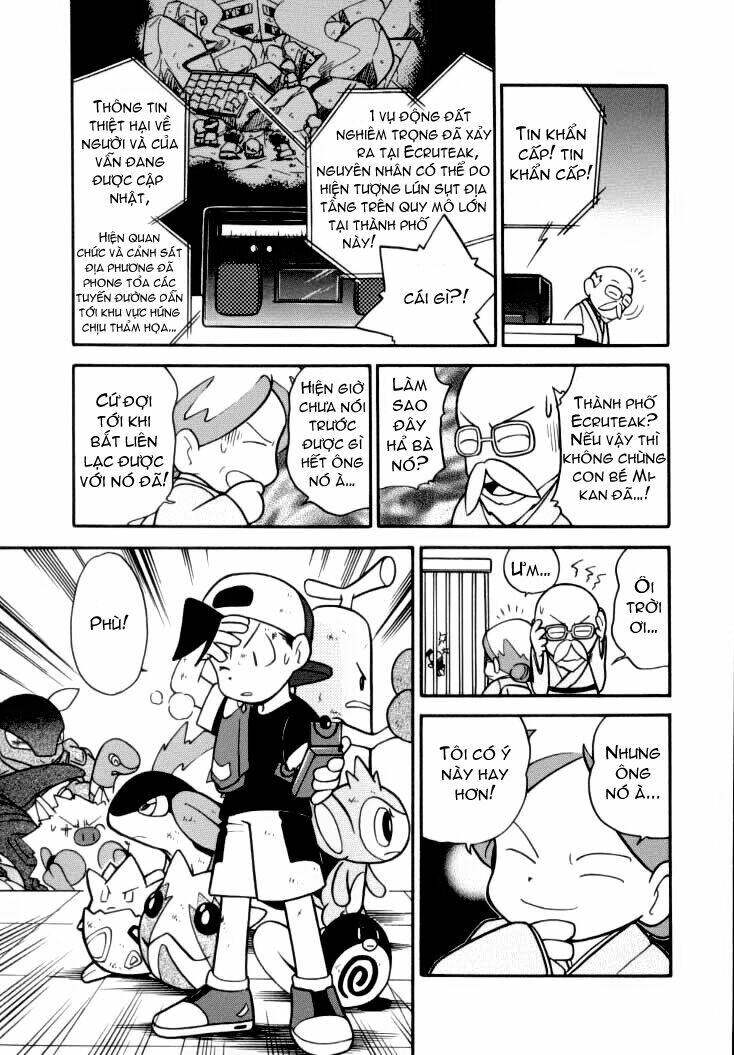 TIN KHẨN
CẤP! TIN
KHẨN CẤP!
1 VỤ ĐỘNG ĐẤT
NGHIÊM TRỌNG ĐÃ XẢY
RA TẠI ECRUTEAK,
NGUYÊN NHÂN CÓ THỂ DO
HIỆN TƯỢNG LÚN SỤT ĐỊA
TẦNG TRÊN QUY MÔ LỚN
TẠI THÀNH PHỐ
NÀY!
CÁI GÌ?!
THÔNG TIN
THIỆT HẠI VỀ
NGƯỜI VÀ CỦA
VẪN ĐANG
ĐƯỢC CẬP
NHẬT,
HIỆN QUAN
CHỨC VÀ CẢNH SÁT
ĐỊA PHƯƠNG ĐÃ
PHONG TỎA CÁC
TUYẾN ĐƯỜNG DẪN
TỚI KHU VỰC HỨNG
CHỊU THẢM HỌA...
THÀNH PHỐ
ECRUTEAK?
NẾU VẬY THÌ
KHÔNG CHỪNG
CON BÉ MI-
KAN ĐÃ...!
LÀM
SAO
ĐÂY
HẢ BÀ
NÓ?
HIỆN GIỜ
CHƯA NÓI
TRƯỚC
ĐƯỢC GÌ
HẾT ÔNG
NÓ À...
CỨ ĐỢI
TỚI KHI
BẮT LIÊN
LẠC ĐƯỢC
VỚI NÓ ĐÃ!
ÔI
TRỜI
ƠI...
ƯM...
NHƯNG
ÔNG
NÓ À...
TÔI CÓ Ý
NÀY HAY
HƠN!
PHÙ!